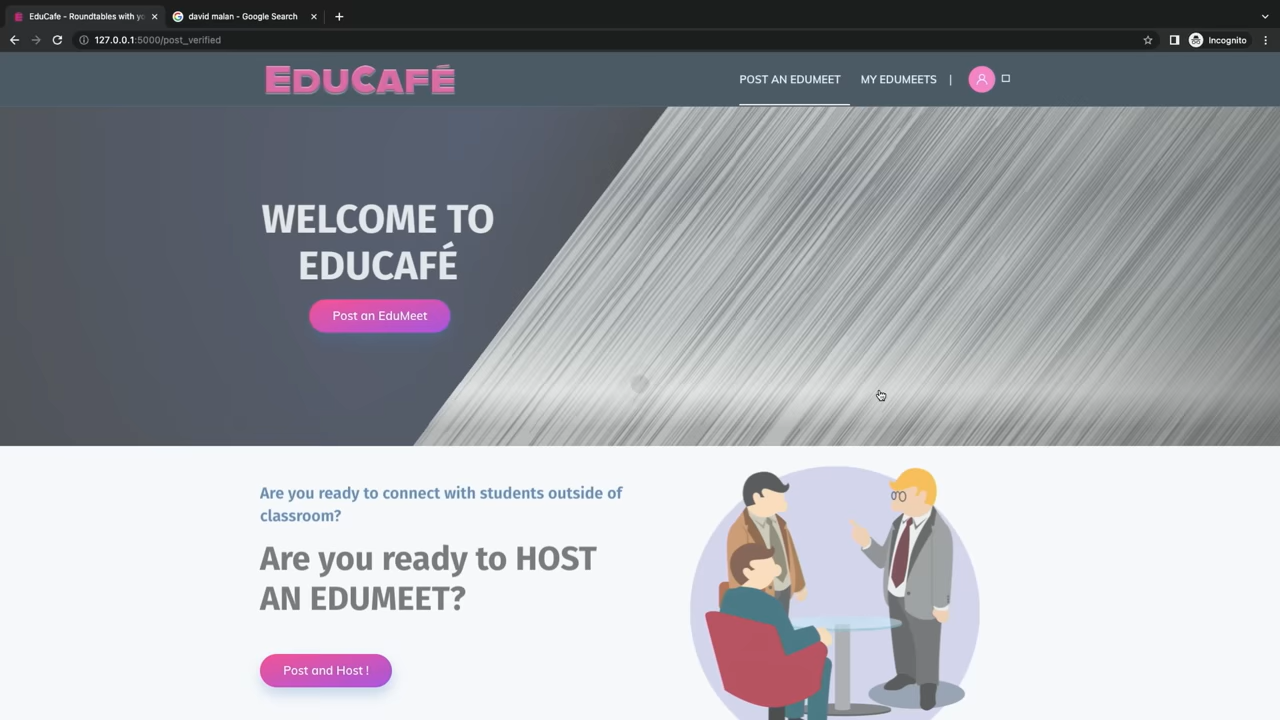 EduCafe - Roundtables with yo
david malan - Google Search
127.0.0.1:5000/post_verified
Incognito
EDUCAFÉ
POST AN EDUMEET
MY EDUMEETS
|
WELCOME TO
EDUCAFÉ
Post an EduMeet
Are you ready to connect with students outside of
classroom?
Are you ready to HOST
AN EDUMEET?
Post and Host !